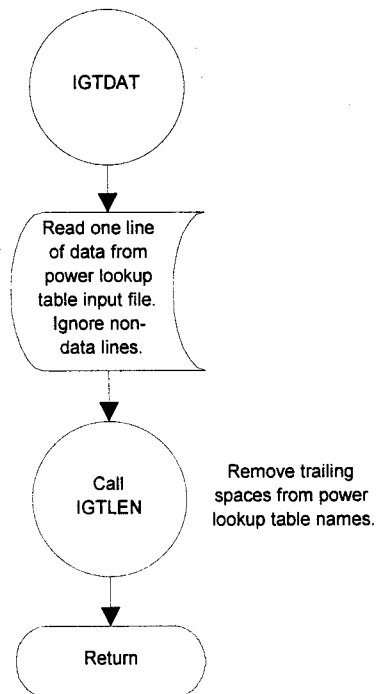 IGTDAT
Read one line
of data from
power lookup
table input file.
Ignore non-
data lines.
Call
IGTLEN
Remove trailing
spaces from power
lookup table names.
Return